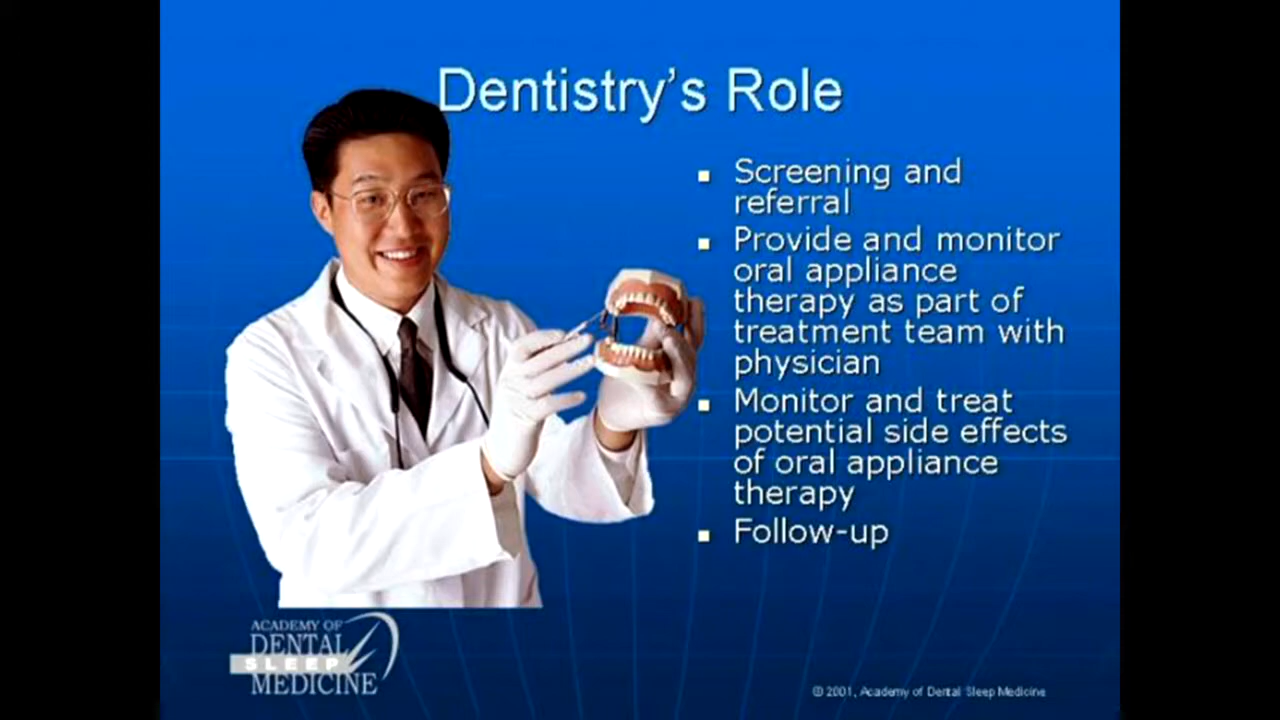 Dentistry's Role
▪ Screening and
referral
▪ Provide and monitor
oral appliance
therapy as part of
treatment team with
physician
▪ Monitor and treat
potential side effects
of oral appliance
therapy
▪ Follow-up
ACADEMY OF
DENTAL
SLEEP
MEDICINE
© 2001, Academy of Dental Sleep Medicine